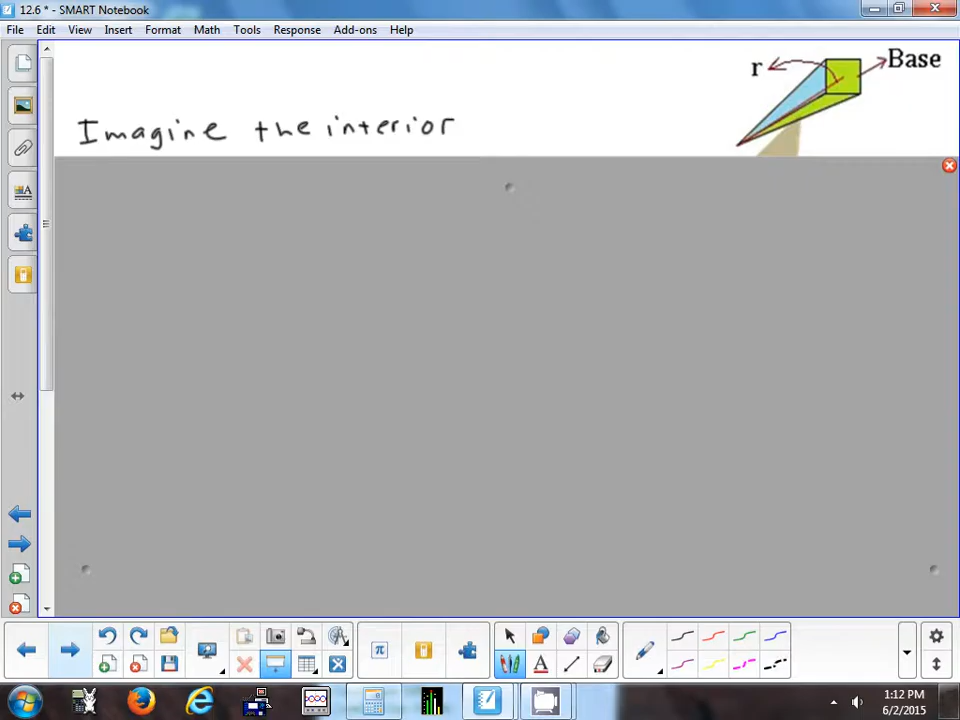 12.6 * - SMART Notebook
File Edit View Insert Format Math Tools Response Add-ons Help
r
Base
Imagine the interior
1:12 PM
6/2/2015